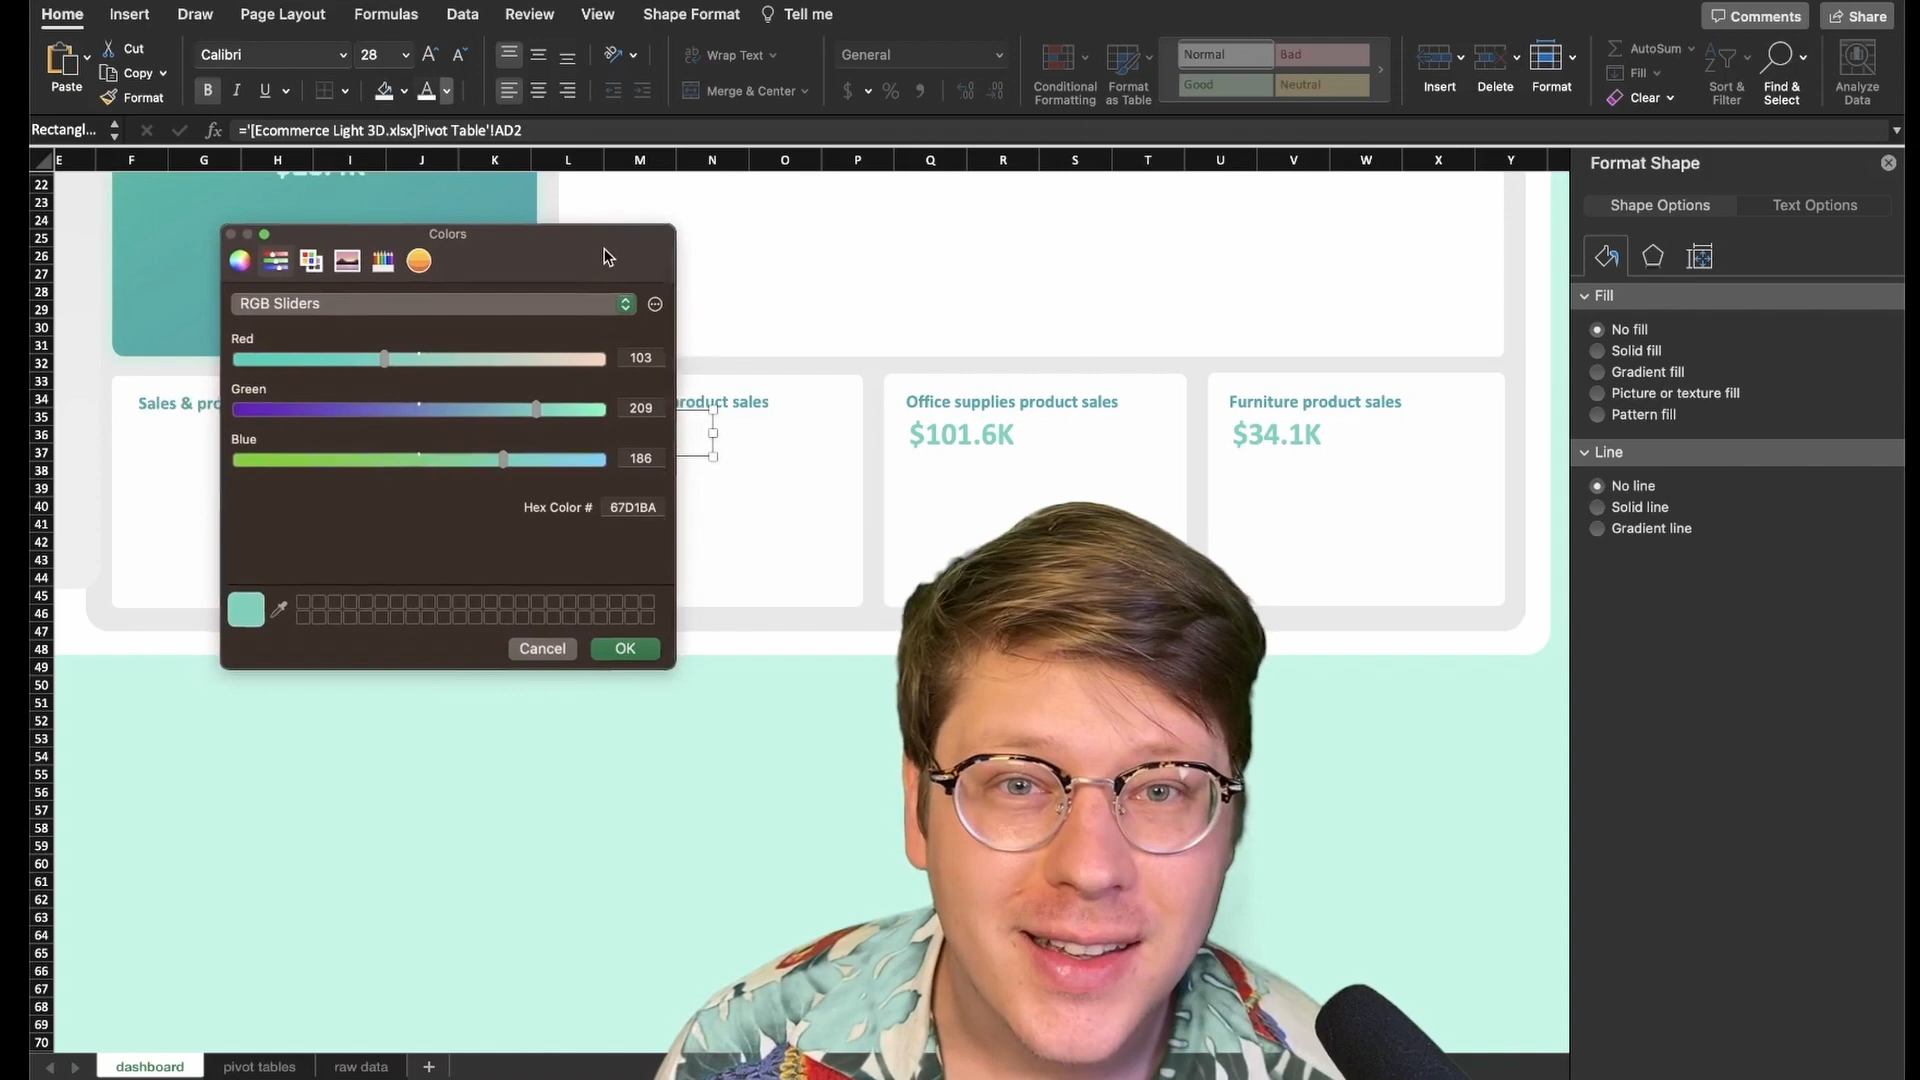 Home Insert Draw Page Layout Formulas Data Review View Shape Format Tell me Comments Share
Paste
Cut
Copy
Format
Calibri 28 A A
B I U A
Wrap Text
Merge & Center
General
$ %
Conditional Formatting
Format as Table
Normal Bad
Good Neutral
Insert Delete Format
AutoSum
Fill
Clear
Sort & Filter
Find & Select
Analyze Data
Rectangl... fx ='[Ecommerce Light 3D.xlsx]Pivot Table'!AD2
E F G H I J K L M N O P Q R S T U V W X Y
22
23
24
25
26
27
28
29
30
31
32
33
34
35
36
37
38
39
40
41
42
43
44
45
46
47
48
49
50
51
52
53
54
55
56
57
58
59
60
61
62
63
64
65
66
67
68
69
70
Colors
RGB Sliders
Red
103
Green
209
Blue
186
Hex Color # 67D1BA
Cancel OK
Sales &
product sales
Office supplies product sales
$101.6K
Furniture product sales
$34.1K
Format Shape
Shape Options Text Options
Fill
No fill
Solid fill
Gradient fill
Picture or texture fill
Pattern fill
Line
No line
Solid line
Gradient line
dashboard pivot tables raw data +